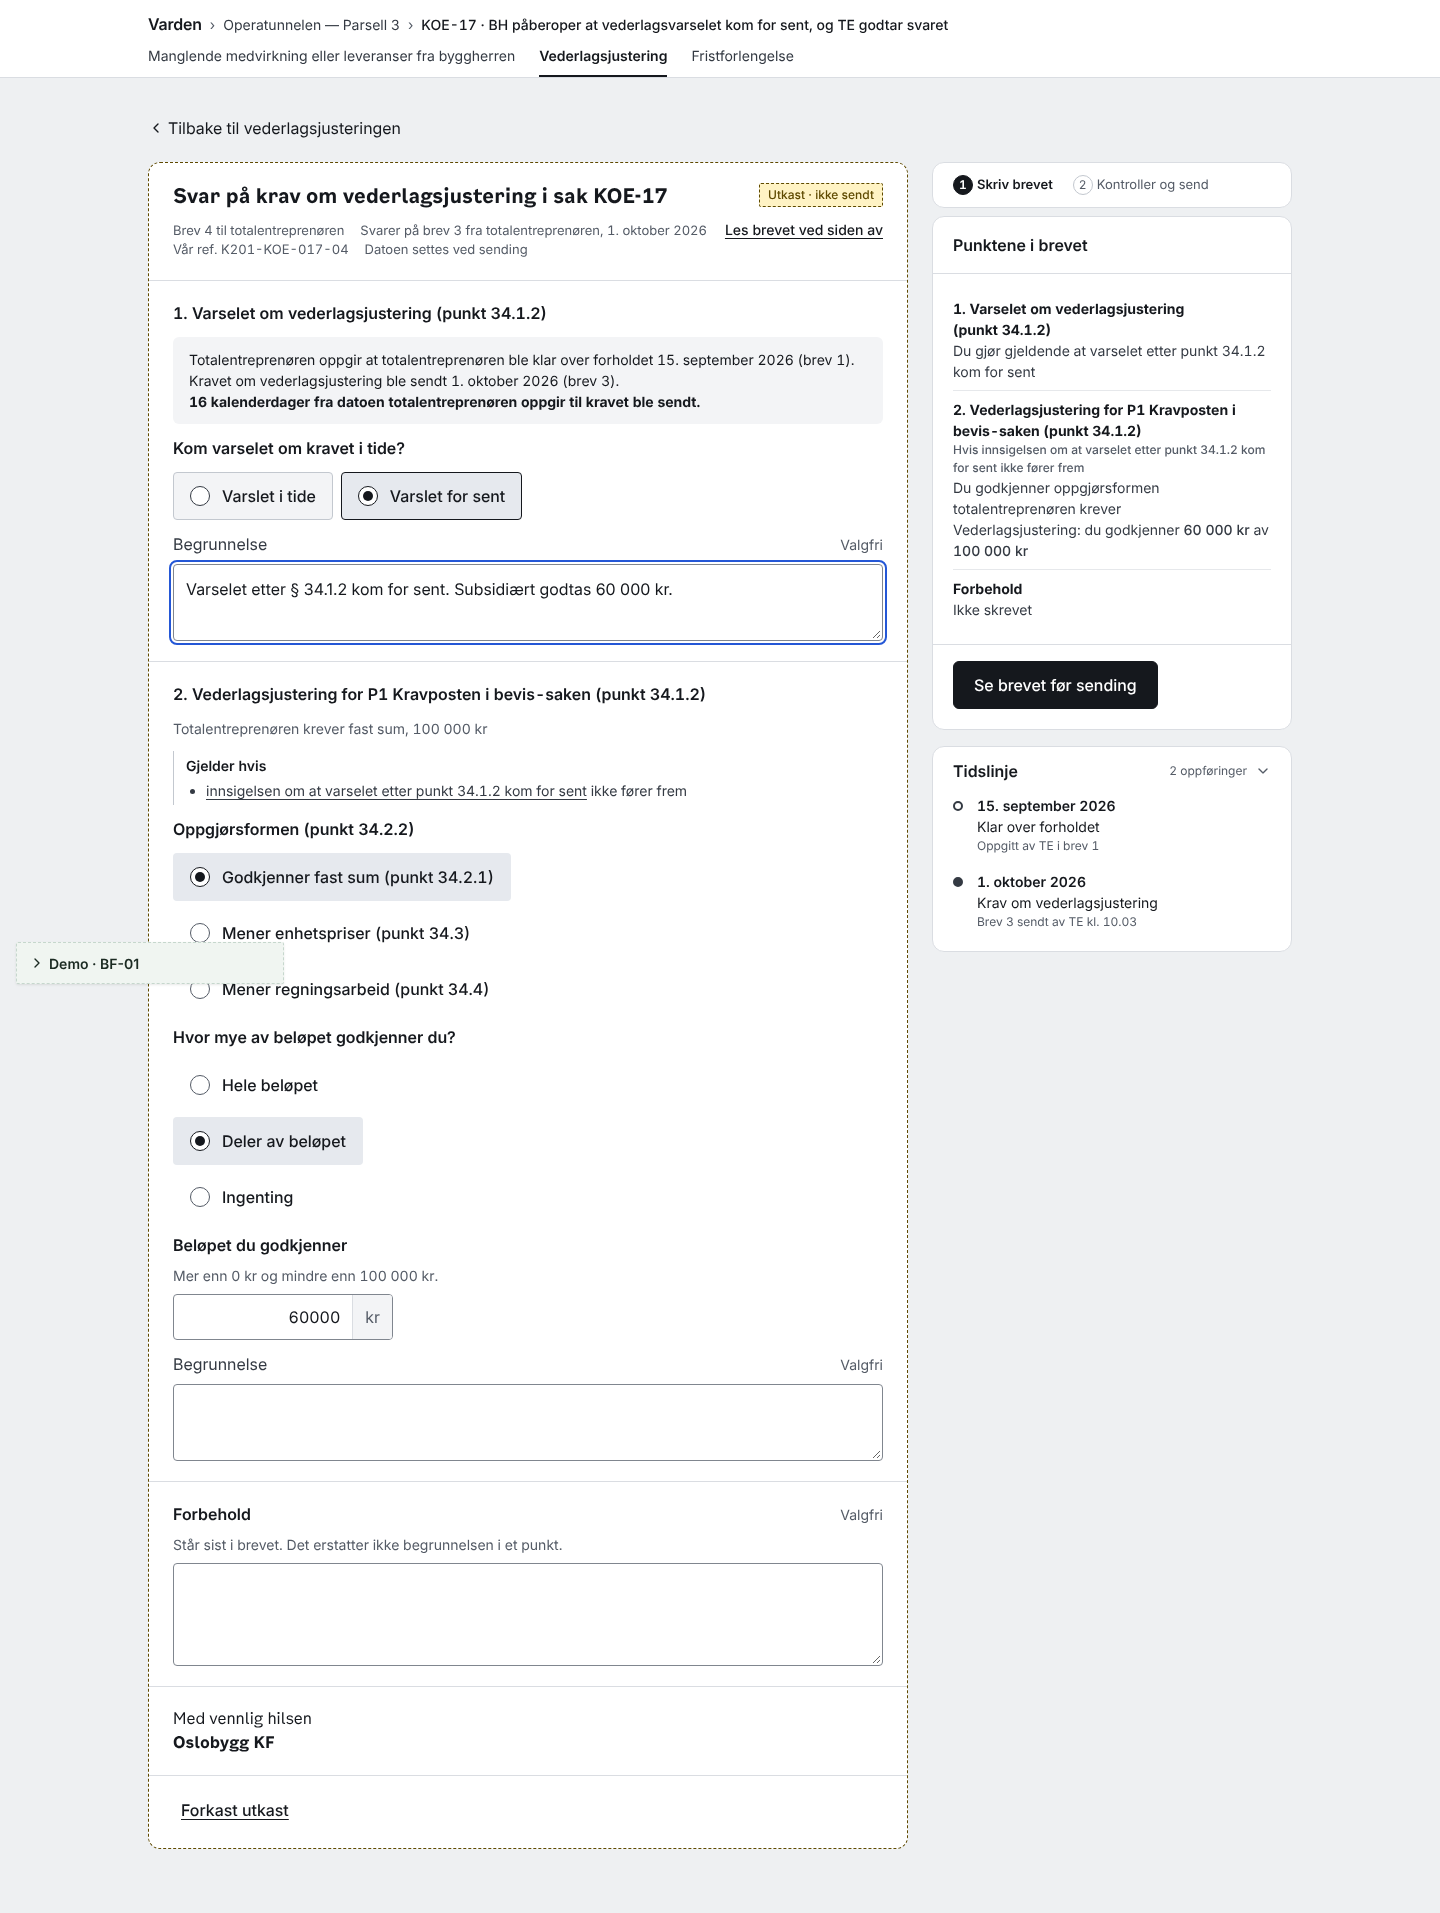 Varden › Operatunnelen — Parsell 3 › KOE-17 · BH påberoper at vederlagsvarselet kom for sent, og TE godtar svaret
Manglende medvirkning eller leveranser fra byggherren Vederlagsjustering Fristforlengelse
Tilbake til vederlagsjusteringen
Svar på krav om vederlagsjustering i sak KOE-17
Utkast · ikke sendt
Brev 4 til totalentreprenøren Svarer på brev 3 fra totalentreprenøren, 1. oktober 2026
Les brevet ved siden av
Vår ref. K201-KOE-017-04 Datoen settes ved sending
1. Varselet om vederlagsjustering (punkt 34.1.2)
Totalentreprenøren oppgir at totalentreprenøren ble klar over forholdet 15. september 2026 (brev 1).
Kravet om vederlagsjustering ble sendt 1. oktober 2026 (brev 3).
16 kalenderdager fra datoen totalentreprenøren oppgir til kravet ble sendt.
Kom varselet om kravet i tide?
Varslet i tide
Varslet for sent
Begrunnelse
Valgfri
Varselet etter § 34.1.2 kom for sent. Subsidiært godtas 60 000 kr.
2. Vederlagsjustering for P1 Kravposten i bevis-saken (punkt 34.1.2)
Totalentreprenøren krever fast sum, 100 000 kr
Gjelder hvis
• innsigelsen om at varselet etter punkt 34.1.2 kom for sent ikke fører frem
Oppgjørsformen (punkt 34.2.2)
Godkjenner fast sum (punkt 34.2.1)
Mener enhetspriser (punkt 34.3)
Demo · BF-01
Mener regningsarbeid (punkt 34.4)
Hvor mye av beløpet godkjenner du?
Hele beløpet
Deler av beløpet
Ingenting
Beløpet du godkjenner
Mer enn 0 kr og mindre enn 100 000 kr.
60000 kr
Begrunnelse
Valgfri
Forbehold
Valgfri
Står sist i brevet. Det erstatter ikke begrunnelsen i et punkt.
Med vennlig hilsen
Oslobygg KF
Forkast utkast
1 Skriv brevet 2 Kontroller og send
Punktene i brevet
1. Varselet om vederlagsjustering
(punkt 34.1.2)
Du gjør gjeldende at varselet etter punkt 34.1.2
kom for sent
2. Vederlagsjustering for P1 Kravposten i
bevis-saken (punkt 34.1.2)
Hvis innsigelsen om at varselet etter punkt 34.1.2 kom
for sent ikke fører frem
Du godkjenner oppgjørsformen
totalentreprenøren krever
Vederlagsjustering: du godkjenner 60 000 kr av
100 000 kr
Forbehold
Ikke skrevet
Se brevet før sending
Tidslinje
2 oppføringer
15. september 2026
Klar over forholdet
Oppgitt av TE i brev 1
1. oktober 2026
Krav om vederlagsjustering
Brev 3 sendt av TE kl. 10.03